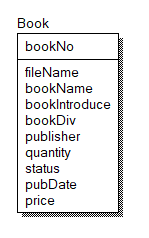 Book
bookNo
fileName
bookName
bookIntroduce
bookDiv
publisher
quantity
status
pubDate
price